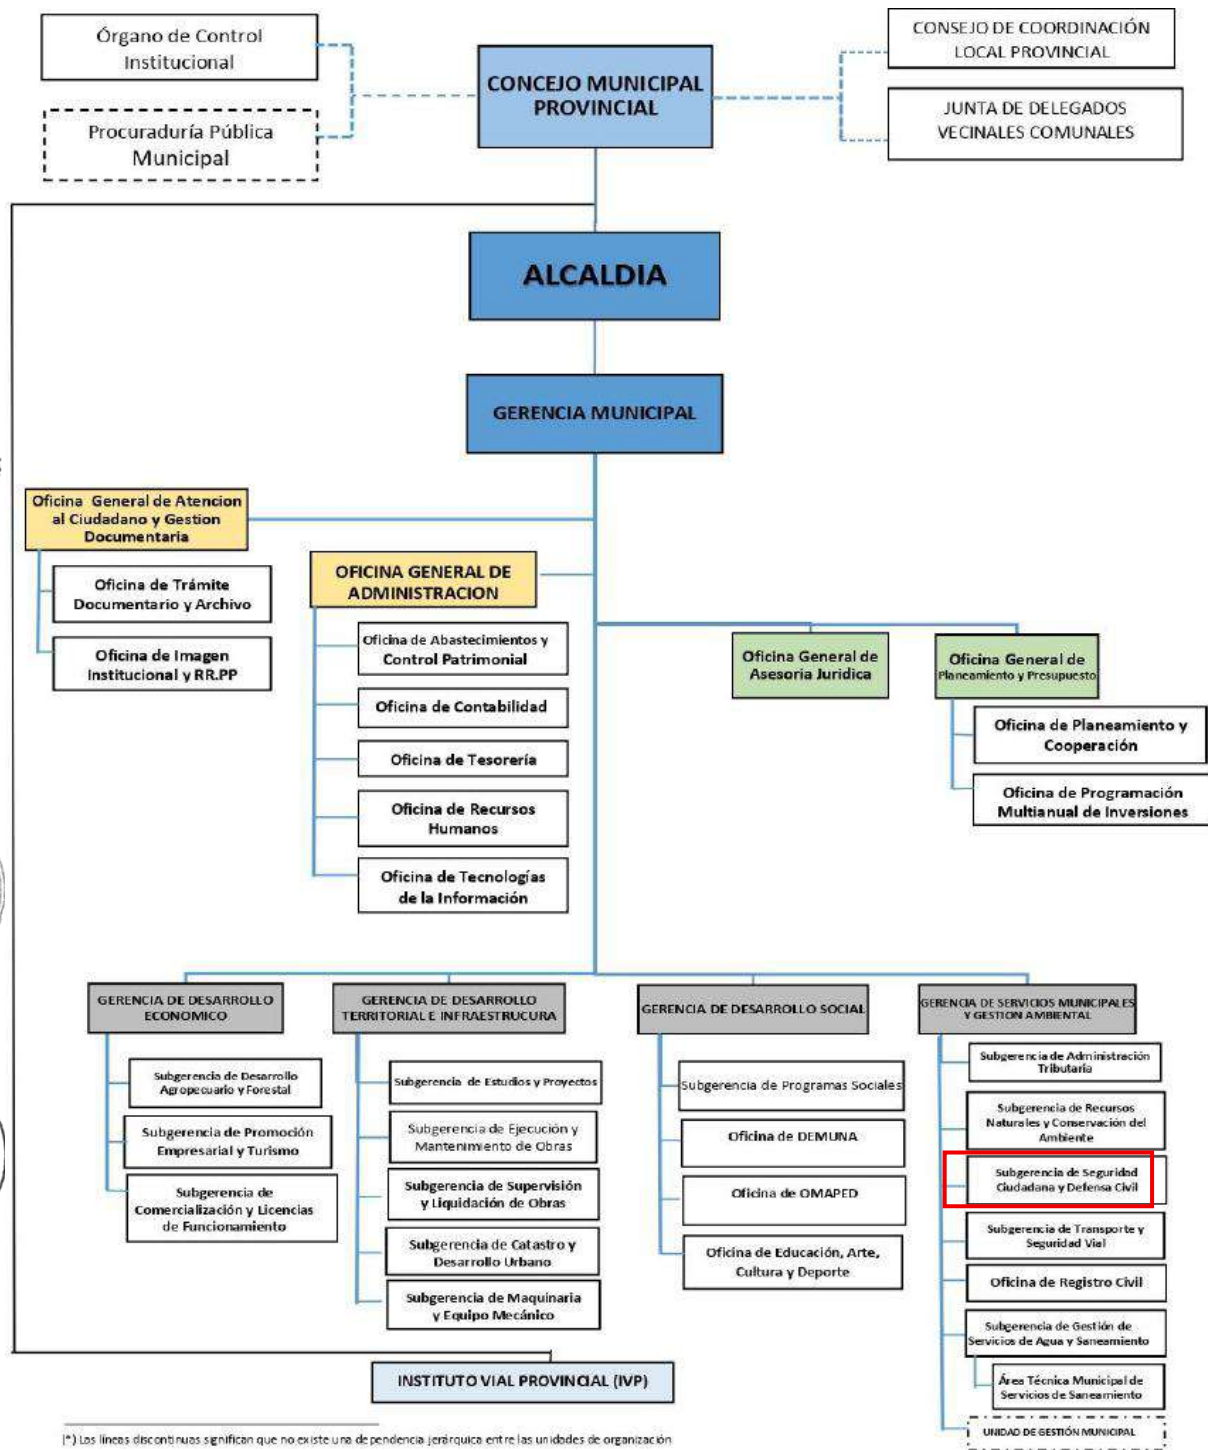 Órgano de Control
Institucional
Procuraduría Pública
Municipal
CONCEJO MUNICIPAL
PROVINCIAL
CONSEJO DE COORDINACIÓN
LOCAL PROVINCIAL
JUNTA DE DELEGADOS
VECINALES COMUNALES
ALCALDIA
GERENCIA MUNICIPAL
Oficina General de Atencion
al Ciudadano y Gestion
Documentaria
Oficina de Trámite
Documentario y Archivo
Oficina de Imagen
Institucional y RR.PP
OFICINA GENERAL DE
ADMINISTRACION
Oficina de Abastecimientos y
Control Patrimonial
Oficina de Contabilidad
Oficina de Tesorería
Oficina de Recursos
Humanos
Oficina de Tecnologías
de la Información
Oficina General de
Asesoria Juridica
Oficina General de
Planeamiento y Presupuesto
Oficina de Planeamiento y
Cooperación
Oficina de Programación
Multianual de Inversiones
GERENCIA DE DESARROLLO
ECONOMICO
Subgerencia de Desarrollo
Agropecuario y Forestal
Subgerencia de Promoción
Empresarial y Turismo
Subgerencia de
Comercialización y Licencias
de Funcionamiento
GERENCIA DE DESARROLLO
TERRITORIAL E INFRAESTRUCURA
Subgerencia de Estudios y Proyectos
Subgerencia de Ejecución y
Mantenimiento de Obras
Subgerencia de Supervisión
y Liquidación de Obras
Subgerencia de Catastro y
Desarrollo Urbano
Subgerencia de Maquinaria
y Equipo Mecánico
GERENCIA DE DESARROLLO SOCIAL
Subgerencia de Programas Sociales
Oficina de DEMUNA
Oficina de OMAPED
Oficina de Educación, Arte,
Cultura y Deporte
GERENCIA DE SERVICIOS MUNICIPALES
Y GESTION AMBIENTAL
Subgerencia de Administración
Tributaria
Subgerencia de Recursos
Naturales y Conservación del
Ambiente
Subgerencia de Seguridad
Ciudadana y Defensa Civil
Subgerencia de Transporte y
Seguridad Vial
Oficina de Registro Civil
Subgerencia de Gestión de
Servicios de Agua y Saneamiento
Área Técnica Municipal de
Servicios de Saneamiento
UNIDAD DE GESTIÓN MUNICIPAL
INSTITUTO VIAL PROVINCIAL (IVP)
(*) Las líneas discontinuas significan que no existe una dependencia jerárquica entre las unidades de organización